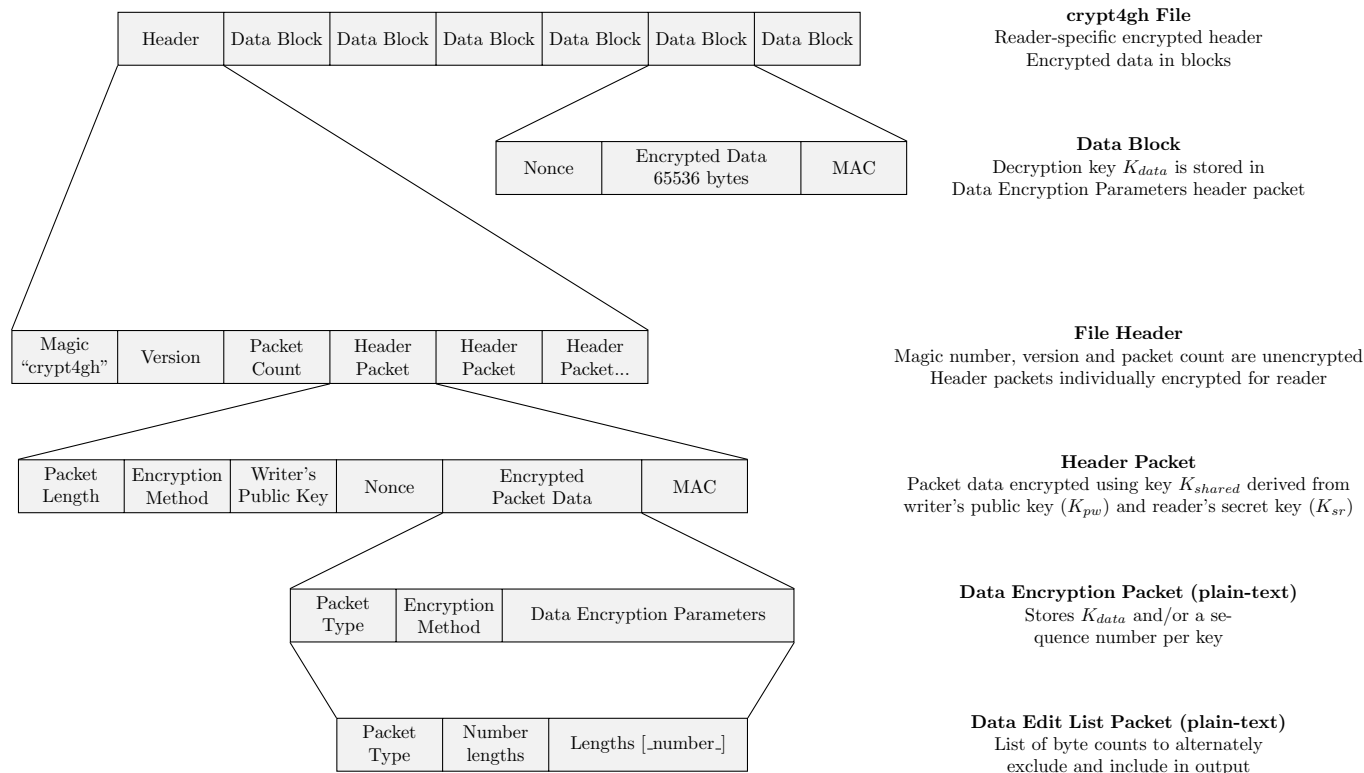 Header
Data Block
Data Block
Data Block
Data Block
Data Block
Data Block
crypt4gh File
Reader-specific encrypted header
Encrypted data in blocks
Nonce
Encrypted Data
65536 bytes
MAC
Data Block
Decryption key K_data is stored in
Data Encryption Parameters header packet
Magic
“crypt4gh”
Version
Packet
Count
Header
Packet
Header
Packet
Header
Packet...
File Header
Magic number, version and packet count are unencrypted
Header packets individually encrypted for reader
Packet
Length
Encryption
Method
Writer's
Public Key
Nonce
Encrypted
Packet Data
MAC
Header Packet
Packet data encrypted using key K_shared derived from
writer's public key (K_pw) and reader's secret key (K_sr)
Packet
Type
Encryption
Method
Data Encryption Parameters
Data Encryption Packet (plain-text)
Stores K_data and/or a se-
quence number per key
Packet
Type
Number
lengths
Lengths [_number_]
Data Edit List Packet (plain-text)
List of byte counts to alternately
exclude and include in output